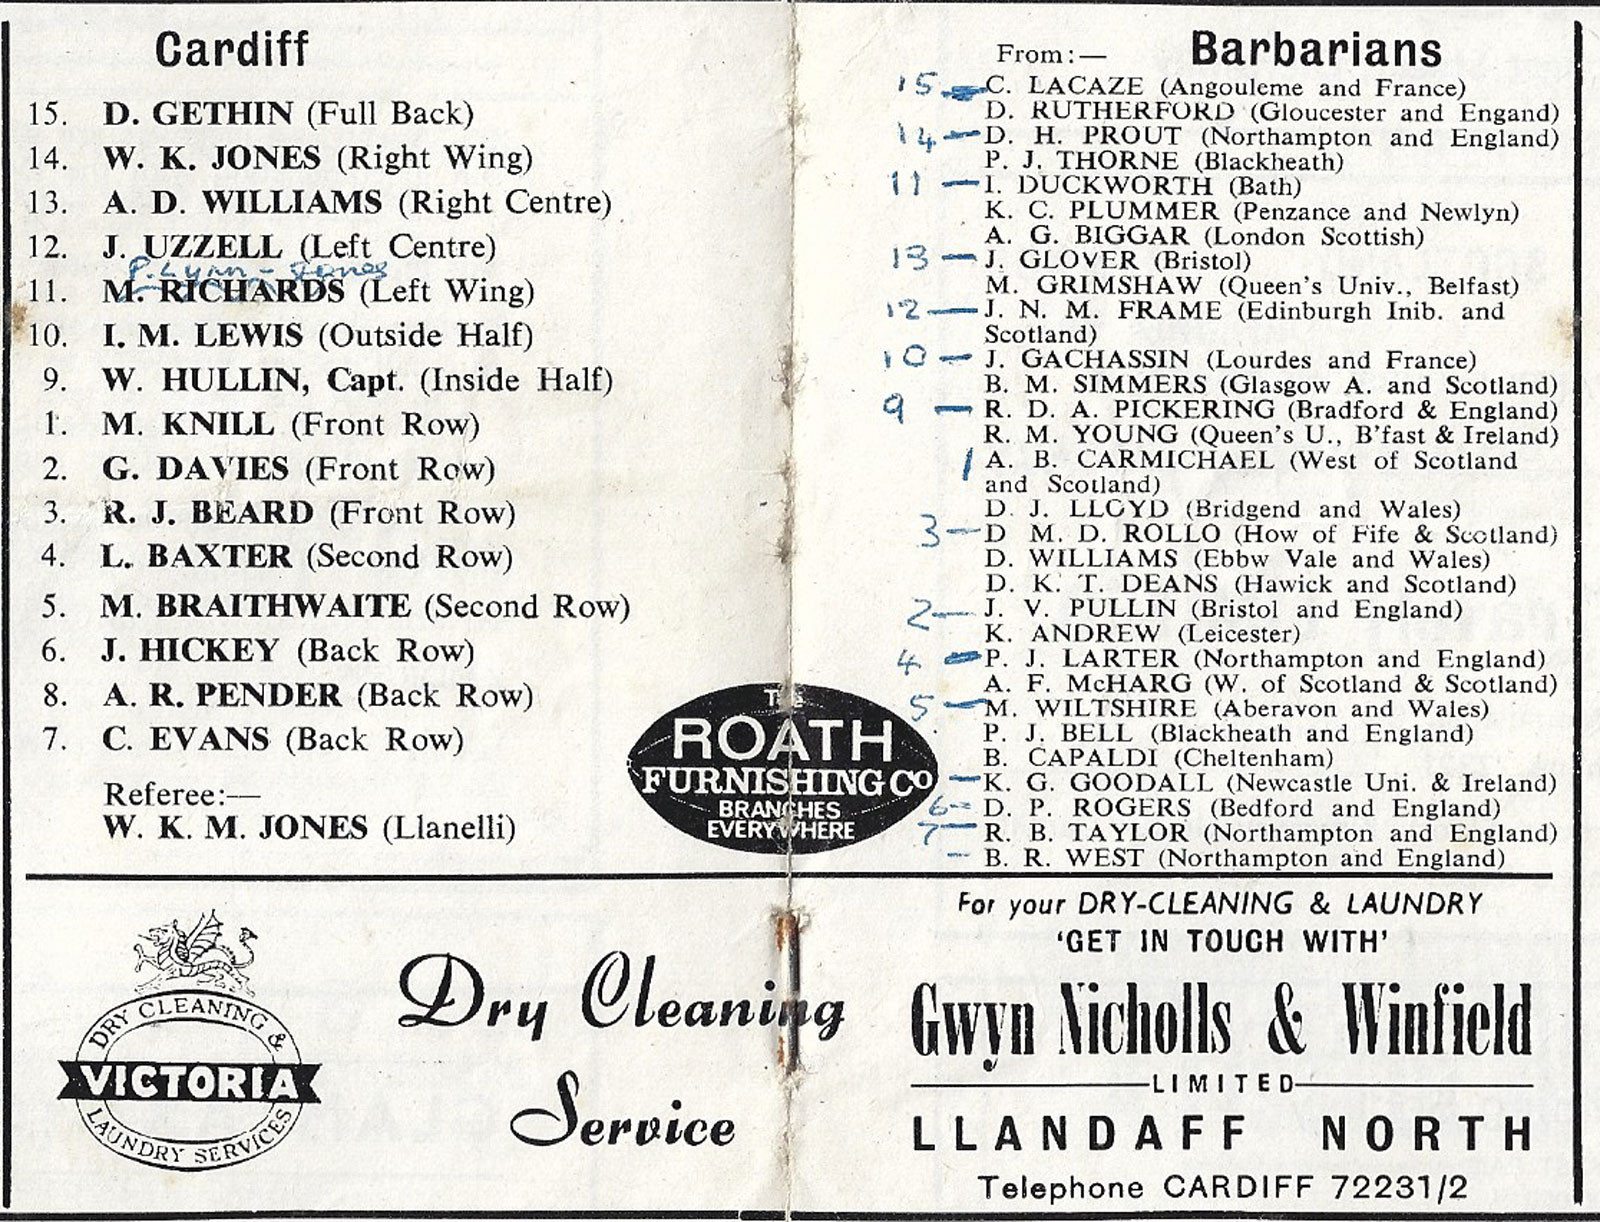 Cardiff
15. D. GETHIN (Full Back)
14. W. K. JONES (Right Wing)
13. A. D. WILLIAMS (Right Centre)
12. J. UZZELL (Left Centre)
P. Lynn-Jones
11. M. RICHARDS (Left Wing)
10. I. M. LEWIS (Outside Half)
9. W. HULLIN, Capt. (Inside Half)
1. M. KNILL (Front Row)
2. G. DAVIES (Front Row)
3. R. J. BEARD (Front Row)
4. L. BAXTER (Second Row)
5. M. BRAITHWAITE (Second Row)
6. J. HICKEY (Back Row)
8. A. R. PENDER (Back Row)
7. C. EVANS (Back Row)
Referee:—
W. K. M. JONES (Llanelli)
From:— Barbarians
15 — C. LACAZE (Angouleme and France)
D. RUTHERFORD (Gloucester and Engand)
14 — D. H. PROUT (Northampton and England)
P. J. THORNE (Blackheath)
11 — I. DUCKWORTH (Bath)
K. C. PLUMMER (Penzance and Newlyn)
A. G. BIGGAR (London Scottish)
13 — J. GLOVER (Bristol)
M. GRIMSHAW (Queen's Univ., Belfast)
12 — J. N. M. FRAME (Edinburgh Inib. and
Scotland)
10 — J. GACHASSIN (Lourdes and France)
B. M. SIMMERS (Glasgow A. and Scotland)
9 — R. D. A. PICKERING (Bradford & England)
R. M. YOUNG (Queen's U., B'fast & Ireland)
1 A. B. CARMICHAEL (West of Scotland
and Scotland)
D. J. LLOYD (Bridgend and Wales)
3 — D M. D. ROLLO (How of Fife & Scotland)
D. WILLIAMS (Ebbw Vale and Wales)
D. K. T. DEANS (Hawick and Scotland)
2 — J. V. PULLIN (Bristol and England)
K. ANDREW (Leicester)
4 — P. J. LARTER (Northampton and England)
A. F. McHARG (W. of Scotland & Scotland)
5 — M. WILTSHIRE (Aberavon and Wales)
P. J. BELL (Blackheath and England)
B. CAPALDI (Cheltenham)
— K. G. GOODALL (Newcastle Uni. & Ireland)
6 — D. P. ROGERS (Bedford and England)
7 — R. B. TAYLOR (Northampton and England)
— B. R. WEST (Northampton and England)
THE
ROATH
FURNISHING CO
BRANCHES
EVERYWHERE
DRY CLEANING &
VICTORIA
LAUNDRY SERVICES
Dry Cleaning
Service
For your DRY-CLEANING & LAUNDRY
'GET IN TOUCH WITH'
Gwyn Nicholls & Winfield
LIMITED
LLANDAFF NORTH
Telephone CARDIFF 72231/2